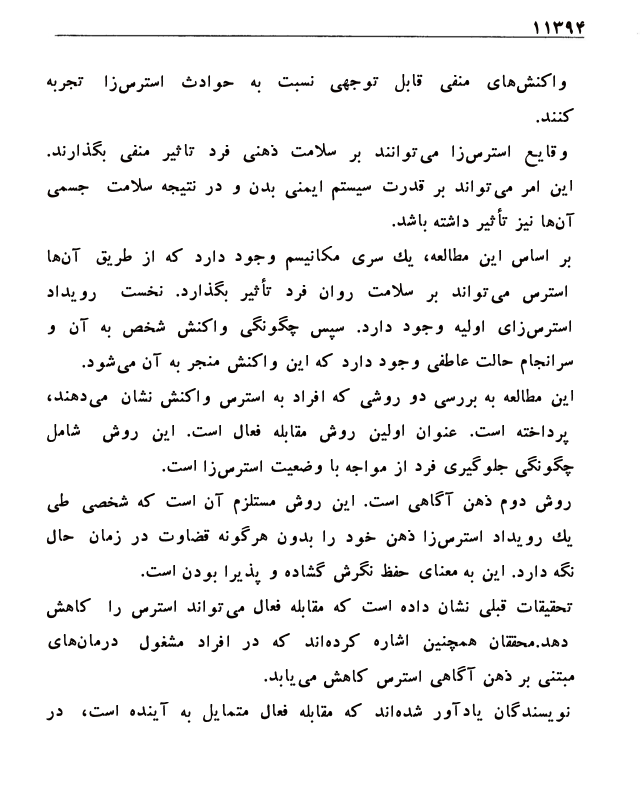 ۱۱۳۹۴
واکنش‌های منفی قابل توجهی نسبت به حوادث استرس‌زا تجربه
کنند.
وقایع استرس‌زا می‌توانند بر سلامت ذهنی فرد تاثیر منفی بگذارند.
این امر می‌تواند بر قدرت سیستم ایمنی بدن و در نتیجه سلامت جسمی
آن‌ها نیز تأثیر داشته باشد.
بر اساس این مطالعه، یك سری مکانیسم وجود دارد که از طریق آن‌ها
استرس می‌تواند بر سلامت روان فرد تأثیر بگذارد. نخست رویداد
استرس‌زای اولیه وجود دارد. سپس چگونگی واکنش شخص به آن و
سرانجام حالت عاطفی وجود دارد که این واکنش منجر به آن می‌شود.
این مطالعه به بررسی دو روشی که افراد به استرس واکنش نشان می‌دهند،
پرداخته است. عنوان اولین روش مقابله فعال است. این روش شامل
چگونگی جلوگیری فرد از مواجه با وضعیت استرس‌زا است.
روش دوم ذهن آگاهی است. این روش مستلزم آن است که شخصی طی
یك رویداد استرس‌زا ذهن خود را بدون هرگونه قضاوت در زمان حال
نگه دارد. این به معنای حفظ نگرش گشاده و پذیرا بودن است.
تحقیقات قبلی نشان داده است که مقابله فعال می‌تواند استرس را کاهش
دهد.محققان همچنین اشاره کرده‌اند که در افراد مشغول درمان‌های
مبتنی بر ذهن آگاهی استرس کاهش می‌یابد.
نویسندگان یادآور شده‌اند که مقابله فعال متمایل به آینده است، در